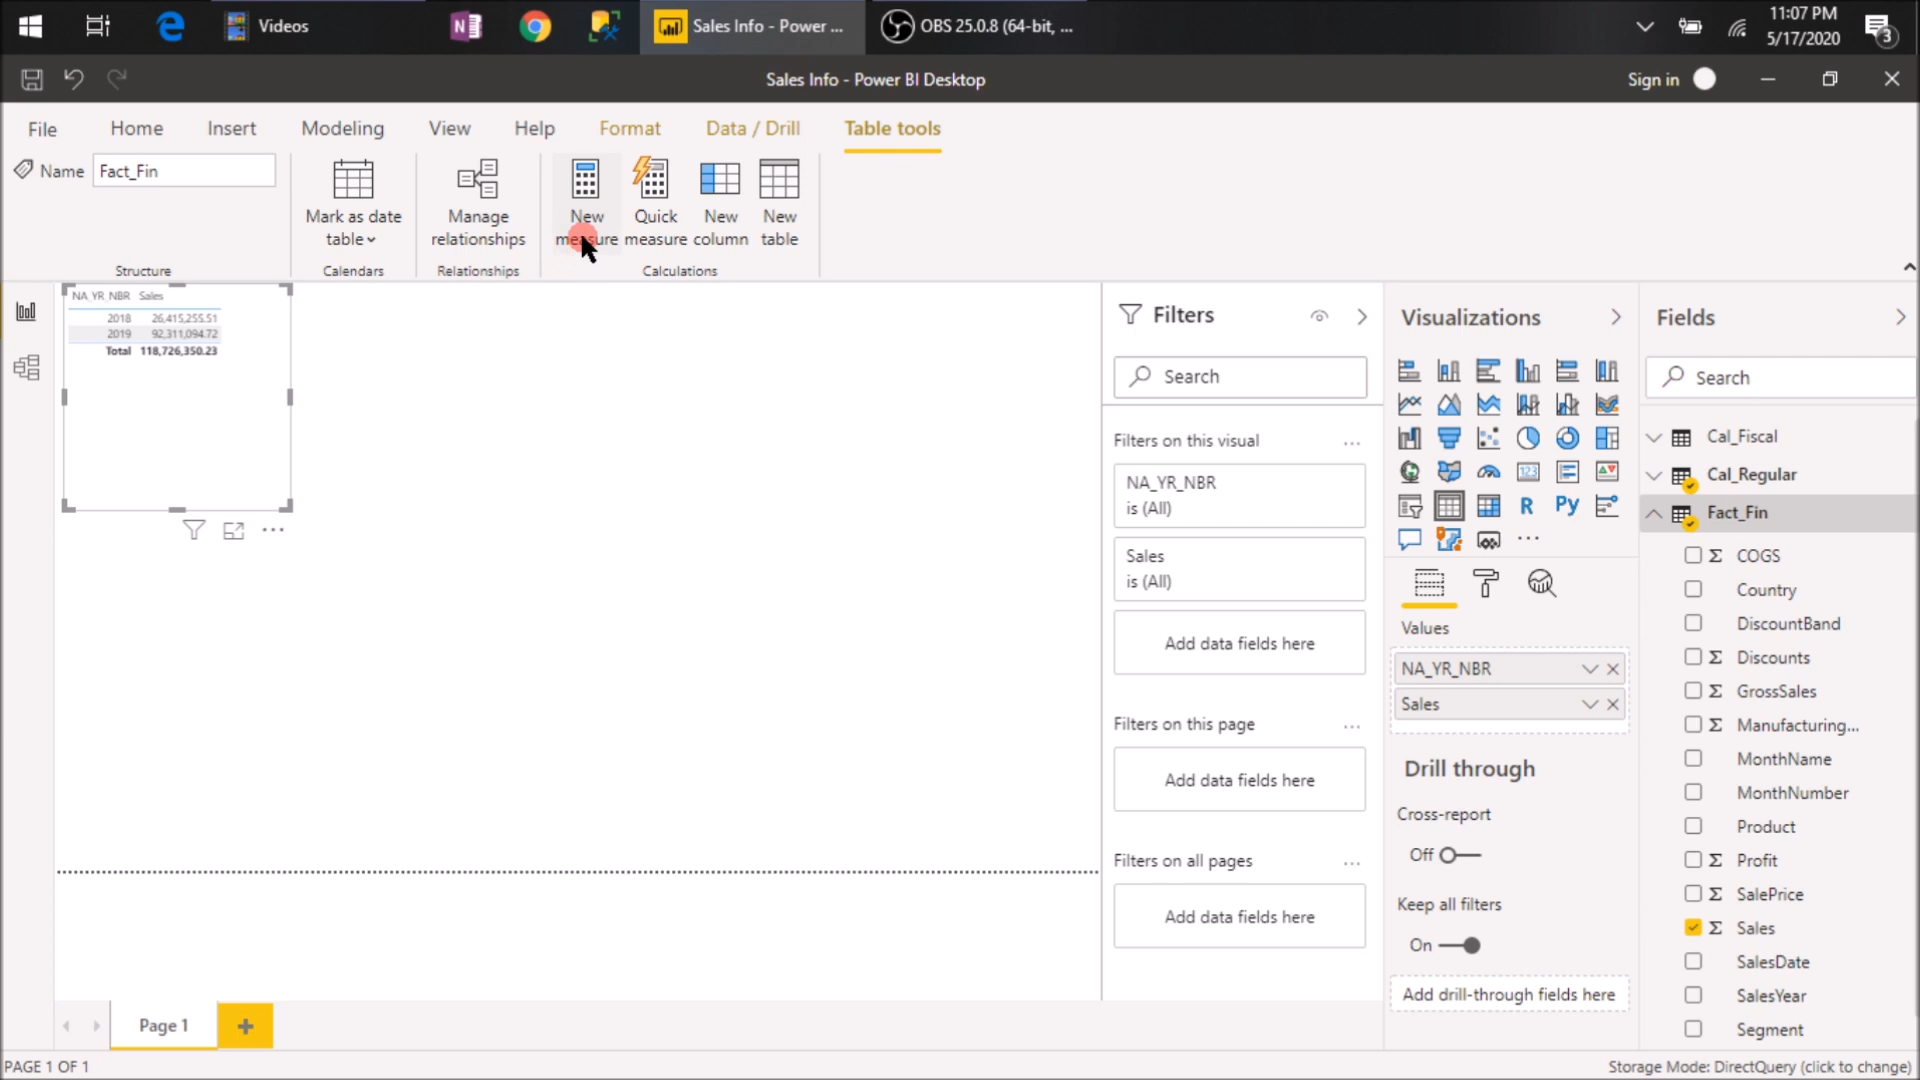 Videos
Sales Info - Power ...
OBS 25.0.8 (64-bit, ...
11:07 PM
5/17/2020
3
Sales Info - Power BI Desktop
Sign in
File
Home
Insert
Modeling
View
Help
Format
Data / Drill
Table tools
Name
Fact_Fin
Mark as date
table
Manage
relationships
New
measure
Quick
measure
New
column
New
table
Structure
Calendars
Relationships
Calculations
NA_YR_NBR Sales
2018 26,415,255.51
2019 92,311,094.72
Total 118,726,350.23
Filters
Search
Filters on this visual
...
NA_YR_NBR
is (All)
Sales
is (All)
Add data fields here
Filters on this page
...
Add data fields here
Filters on all pages
...
Add data fields here
Visualizations
123
R
Py
...
Values
NA_YR_NBR
Sales
Drill through
Cross-report
Off
Keep all filters
On
Add drill-through fields here
Fields
Search
Cal_Fiscal
Cal_Regular
Fact_Fin
Σ COGS
Country
DiscountBand
Σ Discounts
Σ GrossSales
Σ Manufacturing...
MonthName
MonthNumber
Product
Σ Profit
Σ SalePrice
Σ Sales
SalesDate
SalesYear
Segment
Page 1
PAGE 1 OF 1
Storage Mode: DirectQuery (click to change)